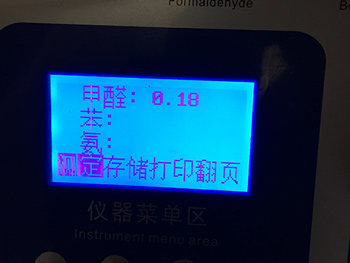 Formaldehyde
甲醛: 0.18
苯:
氨:
测定存储打印翻页
仪器菜单区
Instrument menu area